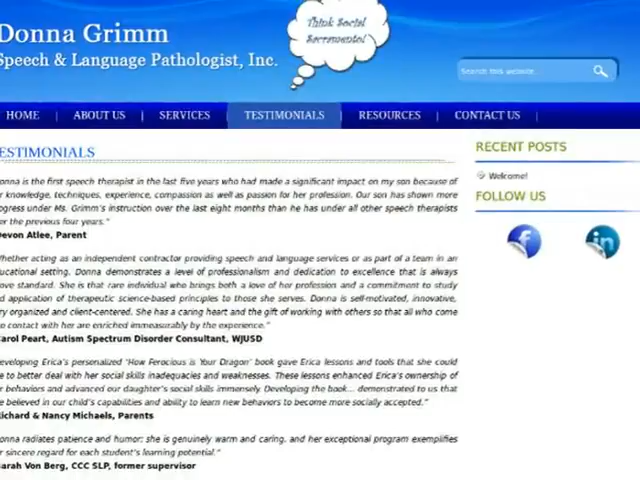 Donna Grimm
Speech & Language Pathologist, Inc.
Think Social
Sacramento!
Search this website
HOME | ABOUT US | SERVICES | TESTIMONIALS | RESOURCES | CONTACT US |
ESTIMONIALS
onna is the first speech therapist in the last five years who had made a significant impact on my son because of
r knowledge, techniques, experience, compassion as well as passion for her profession. Our son has shown more
ogress under Ms. Grimm's instruction over the last eight months than he has under all other speech therapists
er the previous four years."
Devon Atlee, Parent
hether acting as an independent contractor providing speech and language services or as part of a team in an
ucational setting, Donna demonstrates a level of professionalism and dedication to excellence that is always
ove standard. She is that rare individual who brings both a love of her profession and a commitment to study
d application of therapeutic science-based principles to those she serves. Donna is self-motivated, innovative,
ry organized and client-centered. She has a caring heart and the gift of working with others so that all who come
o contact with her are enriched immeasurably by the experience."
Carol Peart, Autism Spectrum Disorder Consultant, WJUSD
eveloping Erica's personalized 'How Ferocious is Your Dragon' book gave Erica lessons and tools that she could
e to better deal with her social skills inadequacies and weaknesses. These lessons enhanced Erica's ownership of
r behaviors and advanced our daughter's social skills immensely. Developing the book... demonstrated to us that
e believed in our child's capabilities and ability to learn new behaviors to become more socially accepted."
Richard & Nancy Michaels, Parents
onna radiates patience and humor; she is genuinely warm and caring, and her exceptional program exemplifies
r sincere regard for each student's learning potential."
Sarah Von Berg, CCC SLP, former supervisor
RECENT POSTS
Welcome!
FOLLOW US
f
in